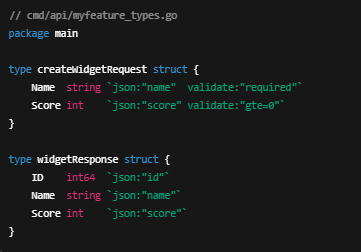 // cmd/api/myfeature_types.go
package main

type createWidgetRequest struct {
    Name  string `json:"name"  validate:"required"`
    Score int    `json:"score" validate:"gte=0"`
}

type widgetResponse struct {
    ID    int64  `json:"id"`
    Name  string `json:"name"`
    Score int    `json:"score"`
}